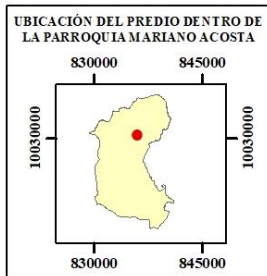 UBICACIÓN DEL PREDIO DENTRO DE
LA PARROQUIA MARIANO ACOSTA
830000 845000
10030000 10030000
830000 845000